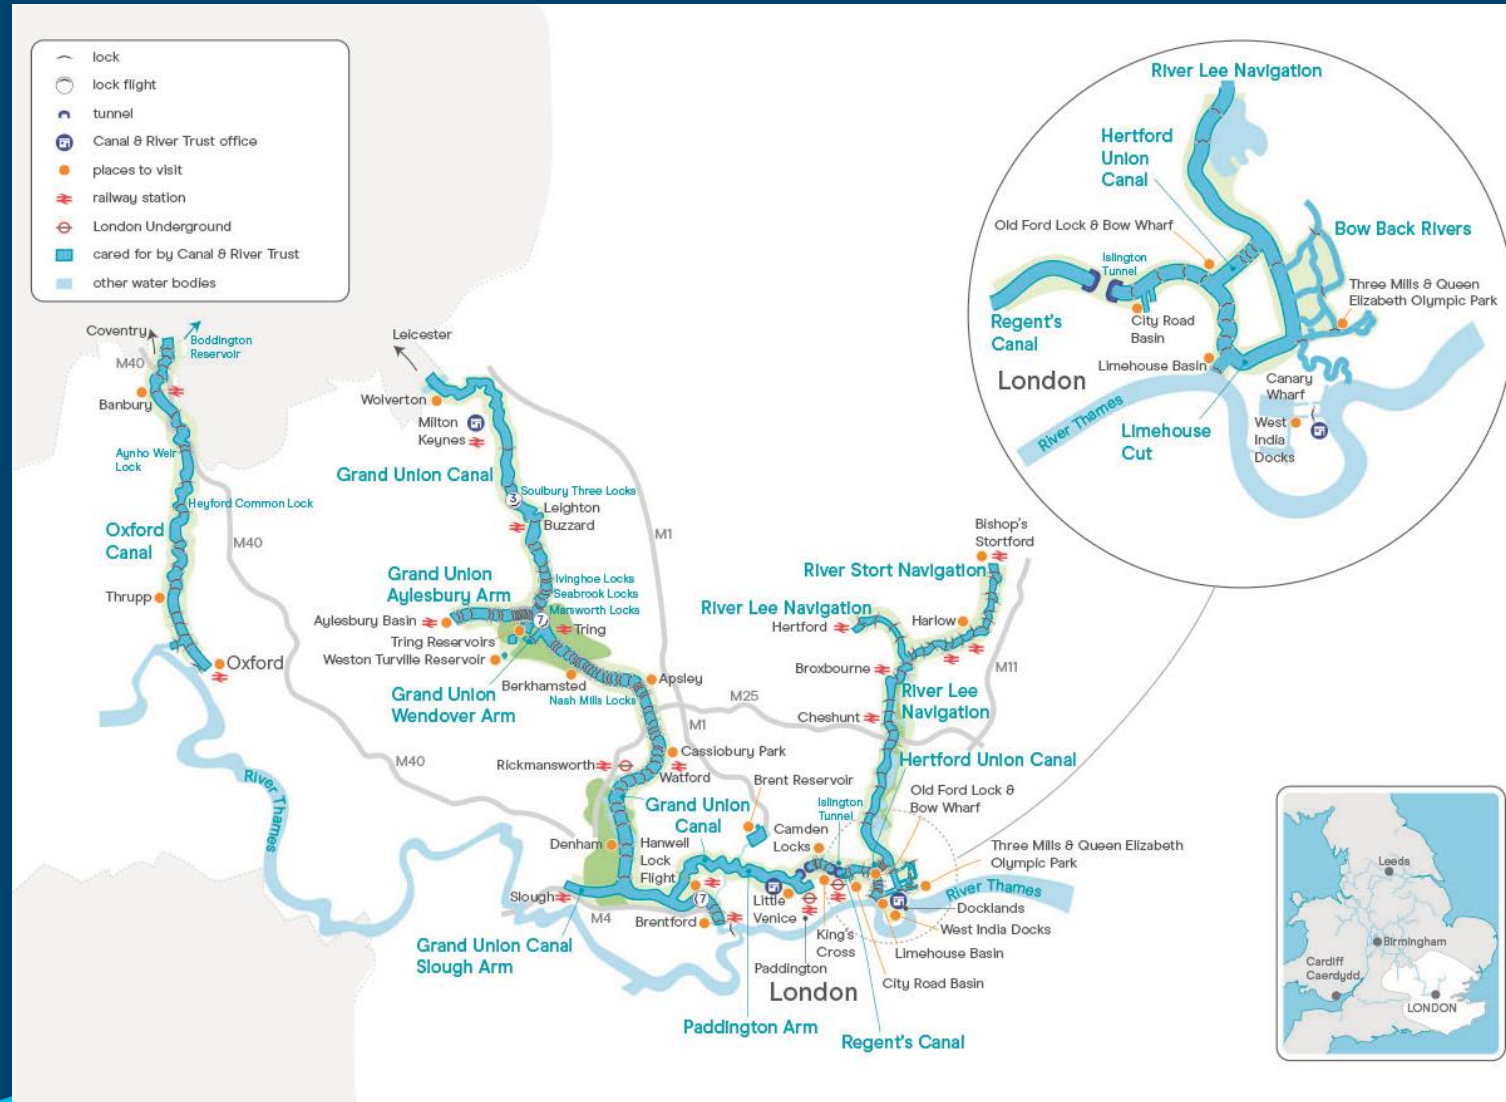 lock
lock flight
tunnel
Canal & River Trust office
places to visit
railway station
London Underground
cared for by Canal & River Trust
other water bodies
Coventry
Boddington
Reservoir
M40
Banbury
Aynho Weir
Lock
Heyford Common Lock
Oxford
Canal
M40
Thrupp
Oxford
River Thames
M40
Leicester
Wolverton
Milton
Keynes
Grand Union Canal
3
Soulbury Three Locks
Leighton
Buzzard
M1
Grand Union
Aylesbury Arm
Ivinghoe Locks
Seabrook Locks
Marsworth Locks
7
Aylesbury Basin
Tring
Tring Reservoirs
Weston Turville Reservoir
Berkhamsted
Apsley
Nash Mills Locks
Grand Union
Wendover Arm
M25
M1
Cassiobury Park
Rickmansworth
Watford
Brent Reservoir
Grand Union
Canal
Islington
Tunnel
Camden
Locks
Denham
Hanwell
Lock
Flight
7
Slough
M4
Brentford
Little
Venice
King's
Cross
Paddington
London
Grand Union Canal
Slough Arm
Paddington Arm
Regent's Canal
City Road Basin
Limehouse Basin
West India Docks
Docklands
River Thames
Three Mills & Queen Elizabeth
Olympic Park
Old Ford Lock &
Bow Wharf
Hertford Union Canal
Bishop's
Stortford
River Stort Navigation
River Lee Navigation
Hertford
Harlow
Broxbourne
M11
River Lee
Navigation
Cheshunt
River Lee Navigation
Hertford
Union
Canal
Old Ford Lock & Bow Wharf
Bow Back Rivers
Islington
Tunnel
Three Mills & Queen
Elizabeth Olympic Park
Regent's
Canal
City Road
Basin
London
Limehouse Basin
Canary
Wharf
River Thames
Limehouse
Cut
West
India
Docks
Leeds
Birmingham
Cardiff
Caerdydd
LONDON